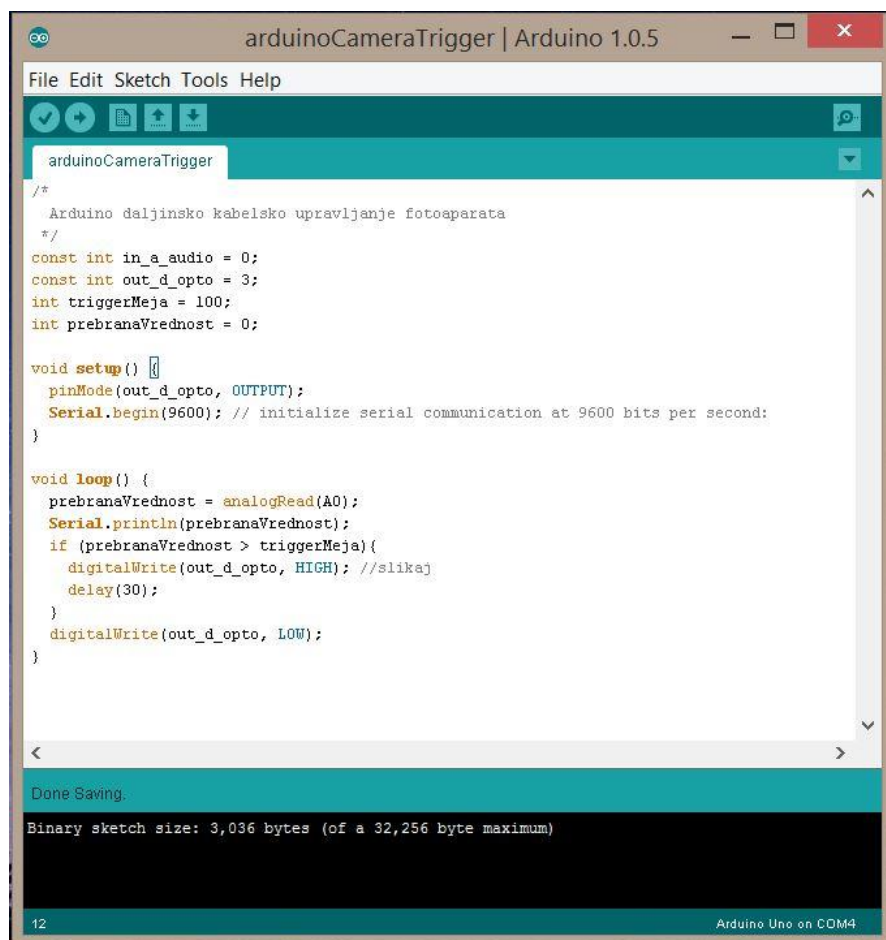 arduinoCameraTrigger | Arduino 1.0.5
File Edit Sketch Tools Help
arduinoCameraTrigger
/*
  Arduino daljinsko kabelsko upravljanje fotoaparata
 */
const int in_a_audio = 0;
const int out_d_opto = 3;
int triggerMeja = 100;
int prebranaVrednost = 0;

void setup() {
  pinMode(out_d_opto, OUTPUT);
  Serial.begin(9600); // initialize serial communication at 9600 bits per second:
}

void loop() {
  prebranaVrednost = analogRead(A0);
  Serial.println(prebranaVrednost);
  if (prebranaVrednost > triggerMeja){
    digitalWrite(out_d_opto, HIGH); //slikaj
    delay(30);
  }
  digitalWrite(out_d_opto, LOW);
}
Done Saving.
Binary sketch size: 3,036 bytes (of a 32,256 byte maximum)
12 Arduino Uno on COM4